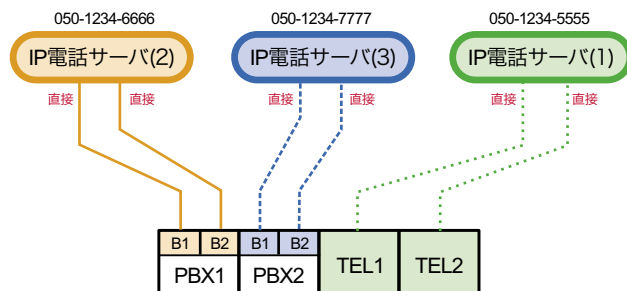 050-1234-6666 050-1234-7777 050-1234-5555
IP電話サーバ(2) IP電話サーバ(3) IP電話サーバ(1)
直接 直接 直接 直接 直接 直接
B1 B2 B1 B2
PBX1 PBX2 TEL1 TEL2